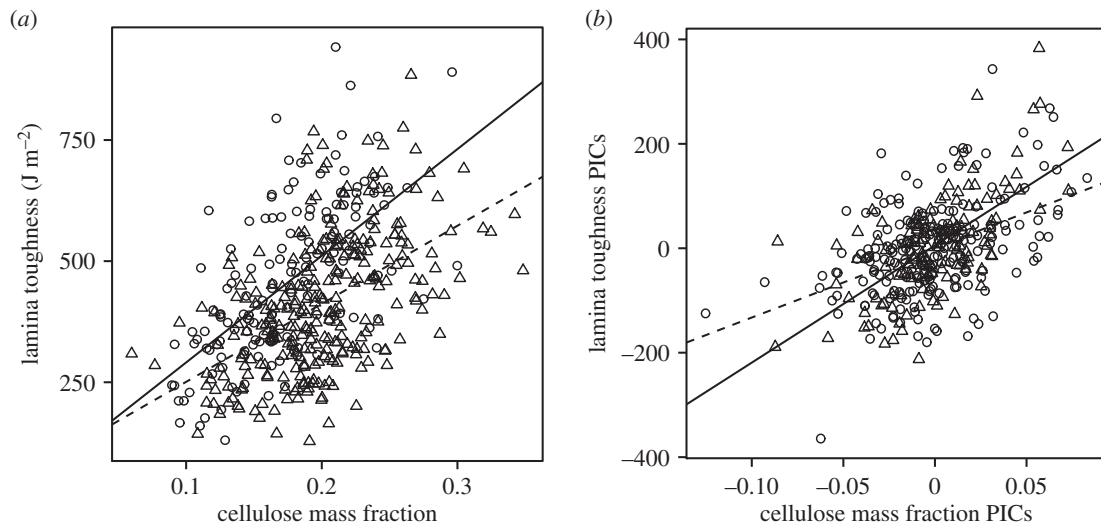 (a)
750
500
250
lamina toughness (J m⁻²)
0.1 0.2 0.3
cellulose mass fraction
(b)
400
200
0
−200
−400
lamina toughness PICs
−0.10 −0.05 0 0.05
cellulose mass fraction PICs